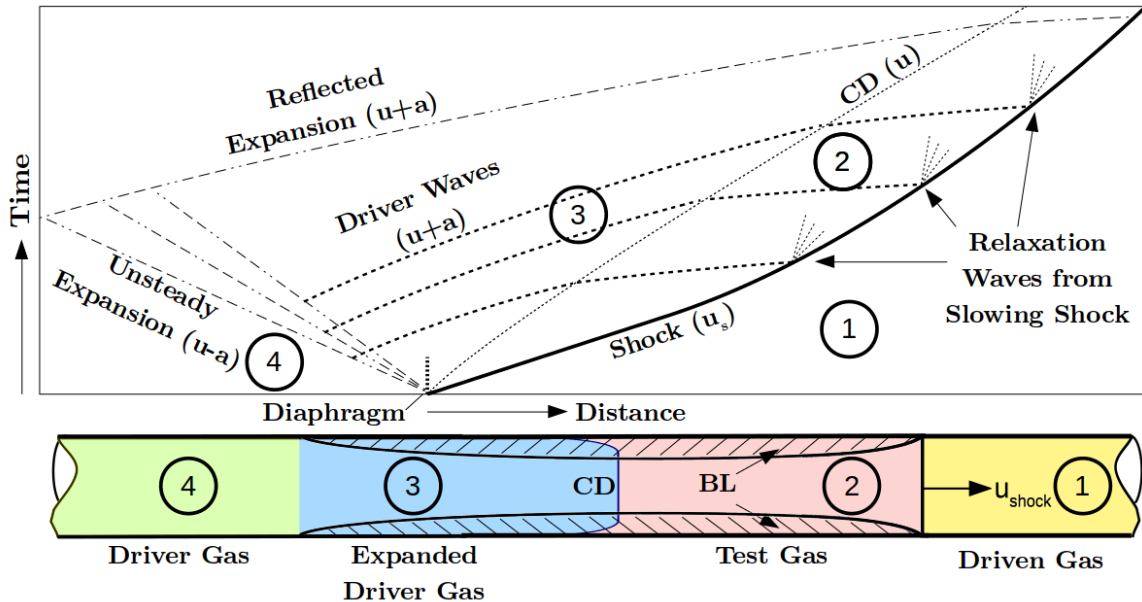 Time
Reflected
Expansion (u+a)
CD (u)
Driver Waves
(u+a)
3
2
Unsteady
Expansion (u-a)
4
Shock (uₛ)
1
Relaxation
Waves from
Slowing Shock
Diaphragm
Distance
4
3
CD
BL
2
u_shock
1
Driver Gas
Expanded
Driver Gas
Test Gas
Driven Gas